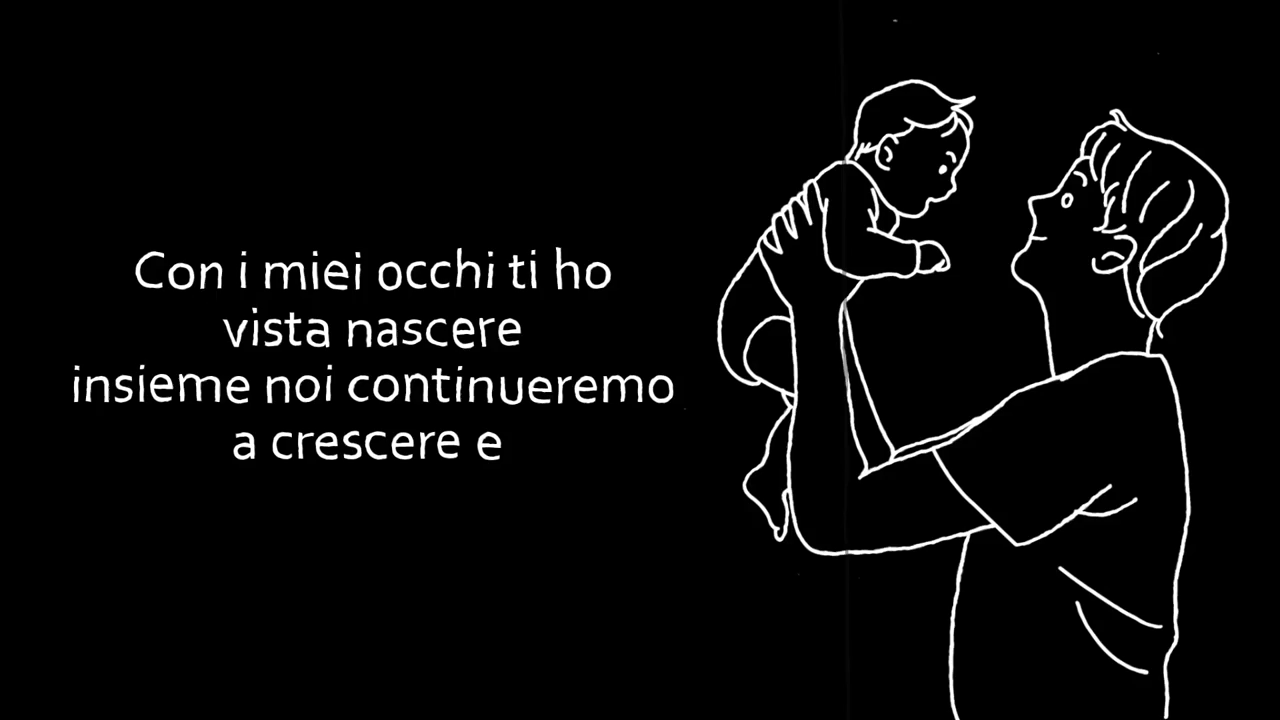 Con i miei occhi ti ho
vista nascere
insieme noi continueremo
a crescere e